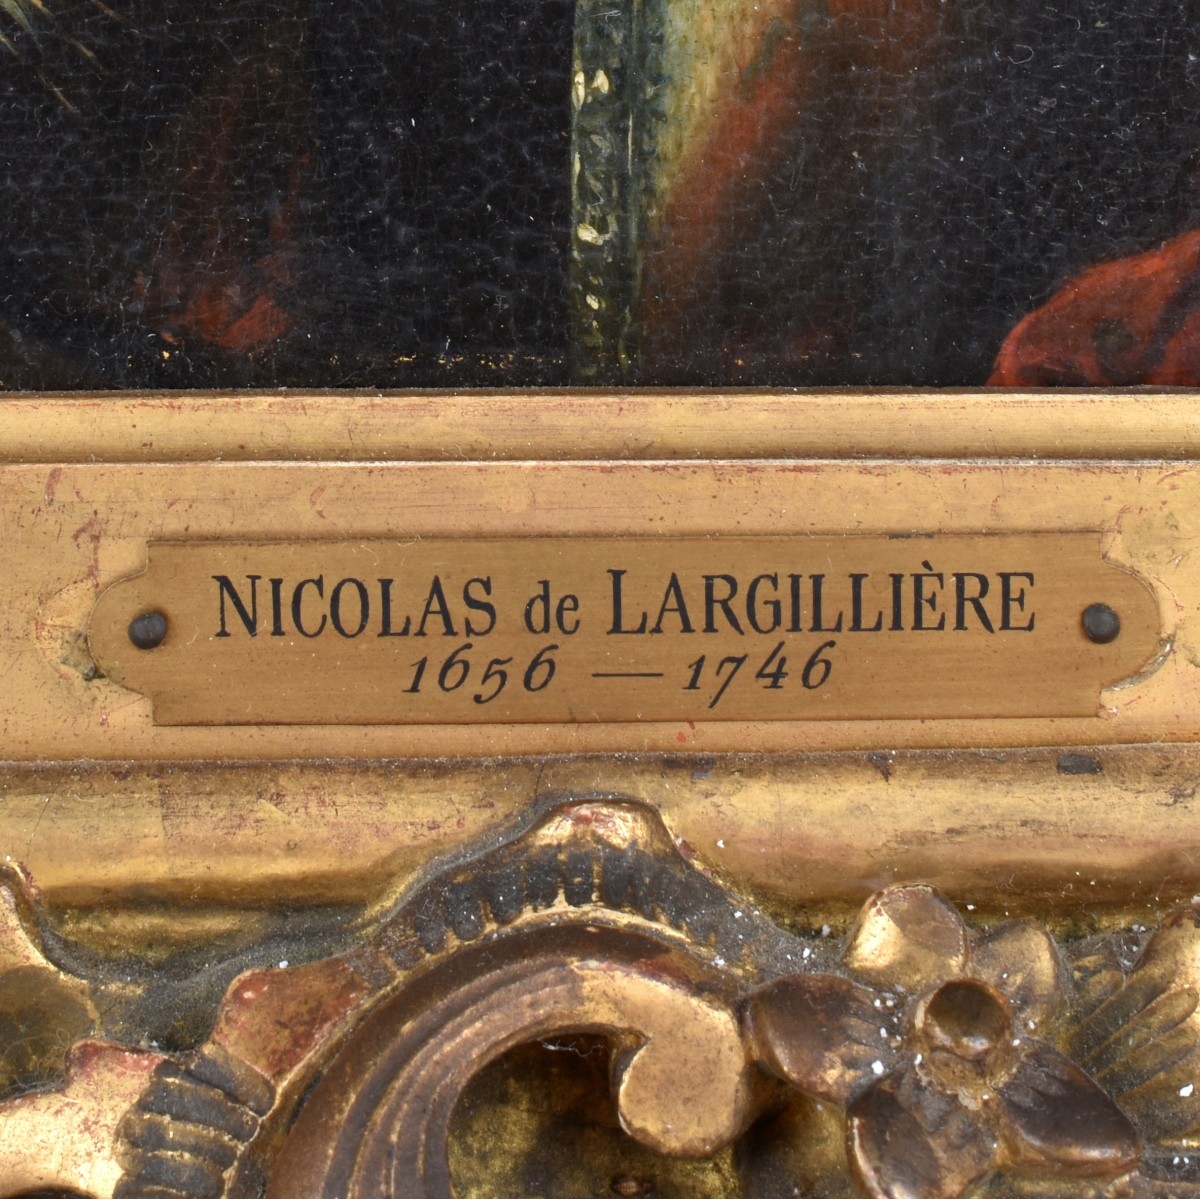 NICOLAS de LARGILLIÈRE
1656 — 1746